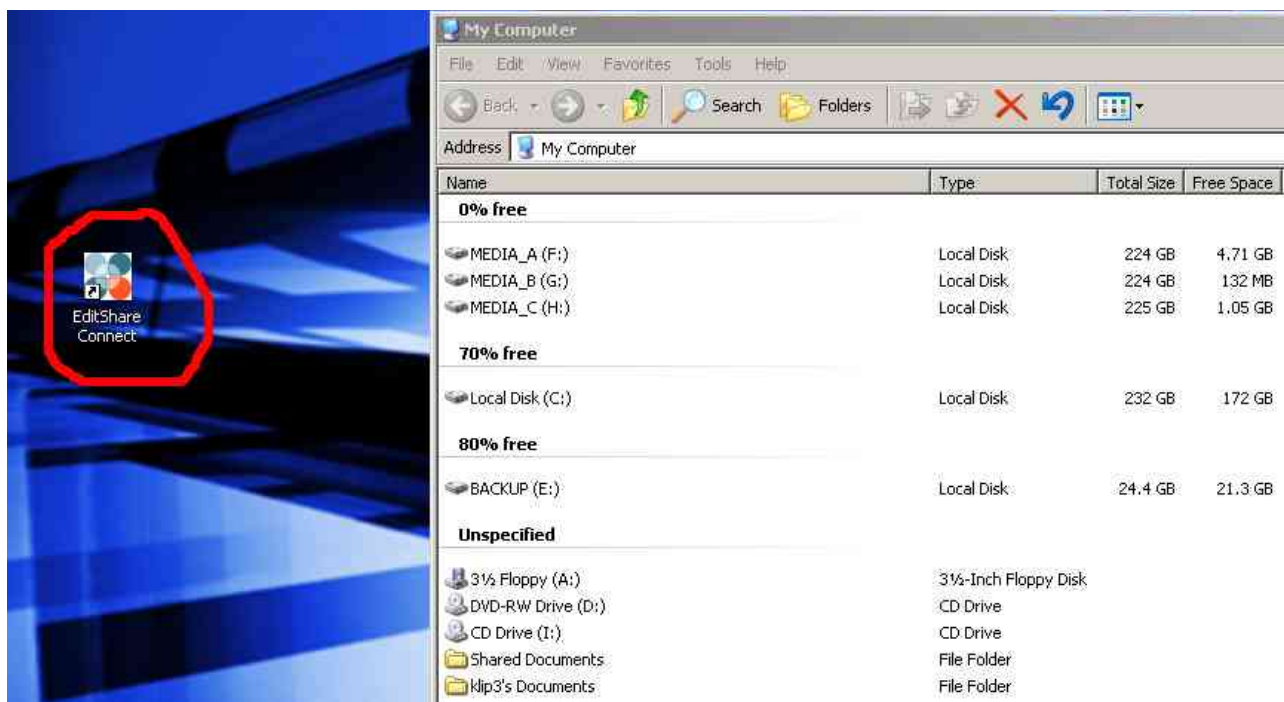 My Computer
File Edit View Favorites Tools Help
Back Search Folders
Address My Computer
Name Type Total Size Free Space
0% free
MEDIA_A (F:) Local Disk 224 GB 4.71 GB
MEDIA_B (G:) Local Disk 224 GB 132 MB
MEDIA_C (H:) Local Disk 225 GB 1.05 GB
70% free
Local Disk (C:) Local Disk 232 GB 172 GB
80% free
BACKUP (E:) Local Disk 24.4 GB 21.3 GB
Unspecified
3½ Floppy (A:) 3½-Inch Floppy Disk
DVD-RW Drive (D:) CD Drive
CD Drive (I:) CD Drive
Shared Documents File Folder
klip3's Documents File Folder
EditShare
Connect